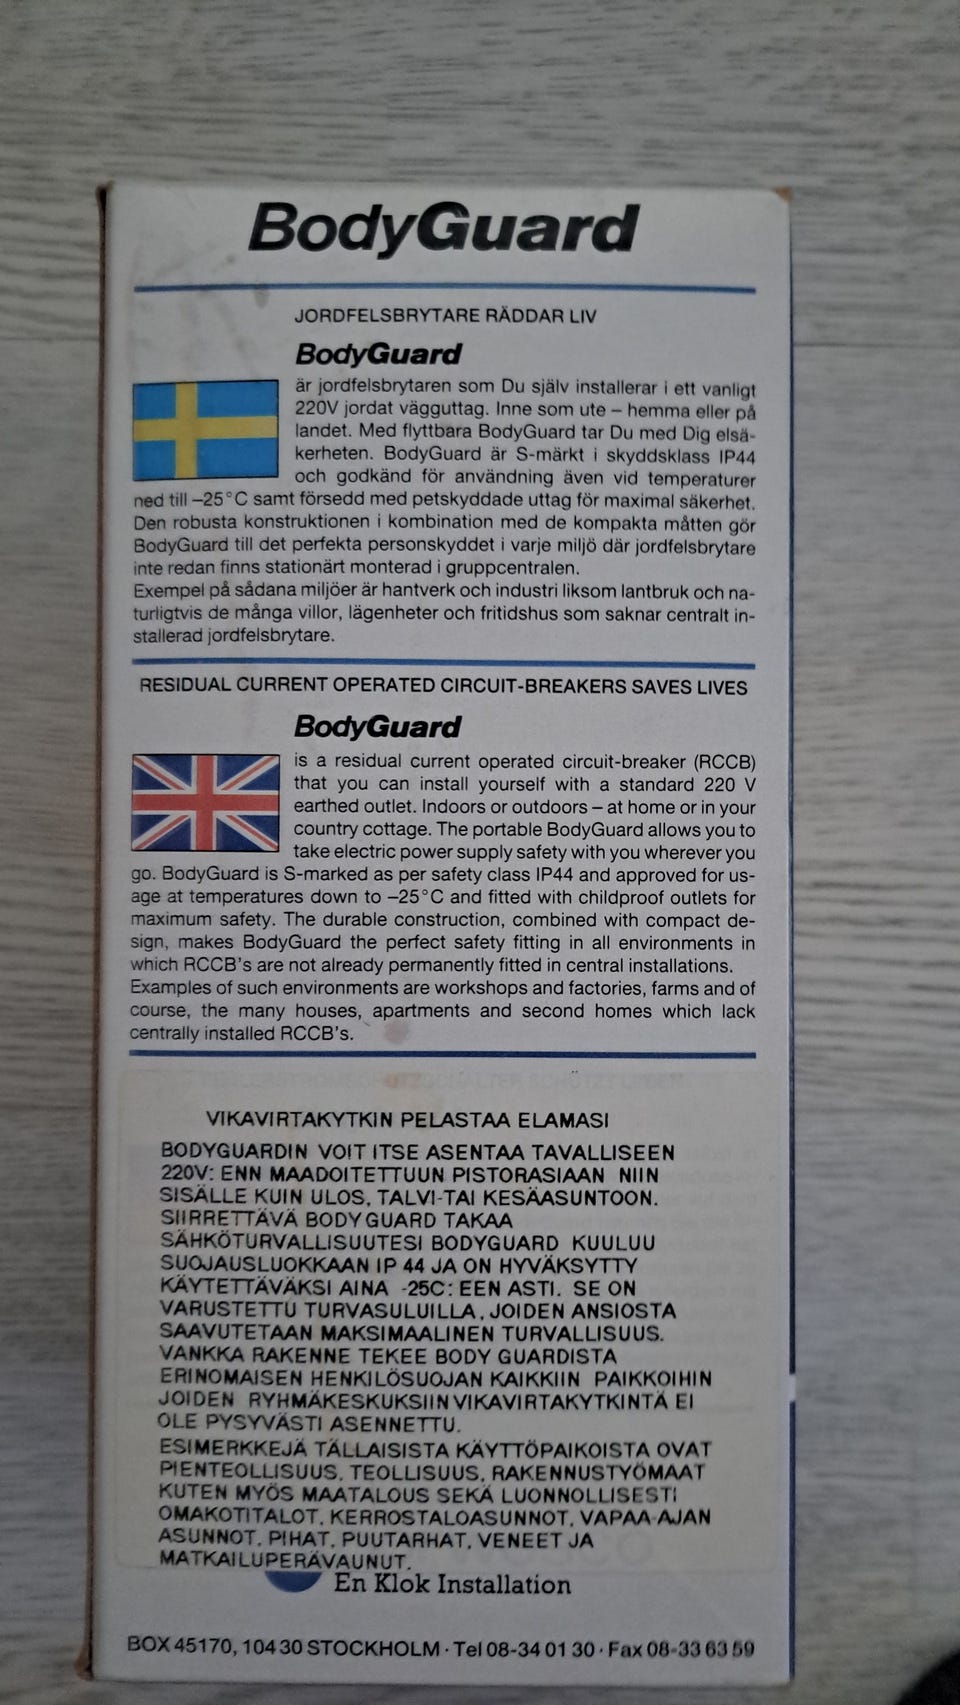 BodyGuard
JORDFELSBRYTARE RÄDDAR LIV
BodyGuard
är jordfelsbrytaren som Du själv installerar i ett vanligt
220V jordat vägguttag. Inne som ute – hemma eller på
landet. Med flyttbara BodyGuard tar Du med Dig elsä-
kerheten. BodyGuard är S-märkt i skyddsklass IP44
och godkänd för användning även vid temperaturer
ned till –25°C samt försedd med petskyddade uttag för maximal säkerhet.
Den robusta konstruktionen i kombination med de kompakta måtten gör
BodyGuard till det perfekta personskyddet i varje miljö där jordfelsbrytare
inte redan finns stationärt monterad i gruppcentralen.
Exempel på sådana miljöer är hantverk och industri liksom lantbruk och na-
turligtvis de många villor, lägenheter och fritidshus som saknar centralt in-
stallerad jordfelsbrytare.
RESIDUAL CURRENT OPERATED CIRCUIT-BREAKERS SAVES LIVES
BodyGuard
is a residual current operated circuit-breaker (RCCB)
that you can install yourself with a standard 220 V
earthed outlet. Indoors or outdoors – at home or in your
country cottage. The portable BodyGuard allows you to
take electric power supply safety with you wherever you
go. BodyGuard is S-marked as per safety class IP44 and approved for us-
age at temperatures down to –25°C and fitted with childproof outlets for
maximum safety. The durable construction, combined with compact de-
sign, makes BodyGuard the perfect safety fitting in all environments in
which RCCB's are not already permanently fitted in central installations.
Examples of such environments are workshops and factories, farms and of
course, the many houses, apartments and second homes which lack
centrally installed RCCB's.
VIKAVIRTAKYTKIN PELASTAA ELAMASI
BODYGUARDIN VOIT ITSE ASENTAA TAVALLISEEN
220V: ENN MAADOITETTUUN PISTORASIAAN NIIN
SISÄLLE KUIN ULOS, TALVI-TAI KESÄASUNTOON.
SIIRRETTÄVÄ BODY GUARD TAKAA
SÄHKÖTURVALLISUUTESI BODYGUARD KUULUU
SUOJAUSLUOKKAAN IP 44 JA ON HYVÄKSYTTY
KÄYTETTÄVÄKSI AINA -25C: EEN ASTI. SE ON
VARUSTETTU TURVASULUILLA, JOIDEN ANSIOSTA
SAAVUTETAAN MAKSIMAALINEN TURVALLISUUS.
VANKKA RAKENNE TEKEE BODY GUARDISTA
ERINOMAISEN HENKILÖSUOJAN KAIKKIIN PAIKKOIHIN
JOIDEN RYHMÄKESKUKSIIN VIKAVIRTAKYTKINTÄ EI
OLE PYSYVÄSTI ASENNETTU.
ESIMERKKEJÄ TÄLLAISISTA KÄYTTÖPAIKOISTA OVAT
PIENTEOLLISUUS, TEOLLISUUS, RAKENNUSTYÖMAAT
KUTEN MYÖS MAATALOUS SEKÄ LUONNOLLISESTI
OMAKOTITALOT, KERROSTALOASUNNOT, VAPAA-AJAN
ASUNNOT, PIHAT, PUUTARHAT, VENEET JA
MATKAILUPERÄVAUNUT.
En Klok Installation
BOX 45170, 104 30 STOCKHOLM · Tel 08-34 01 30 · Fax 08-33 63 59